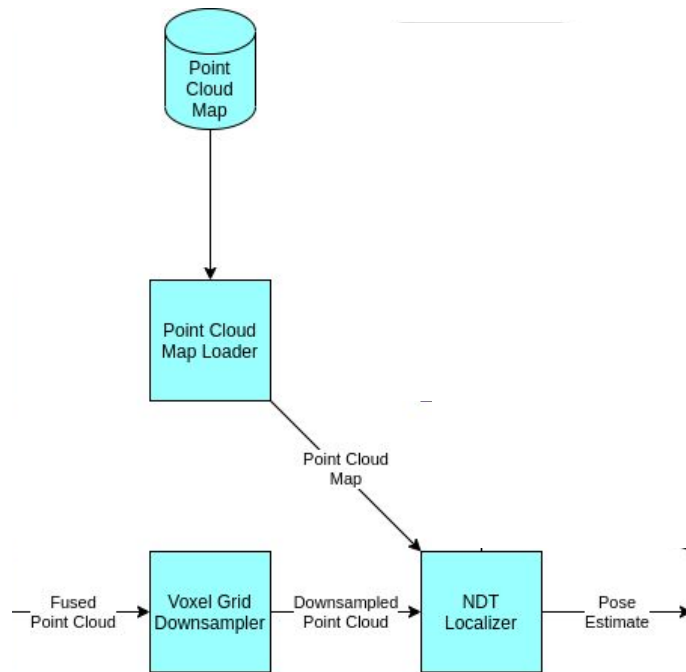 Point
Cloud
Map
Point Cloud
Map Loader
Point Cloud
Map
Fused
Point Cloud
Voxel Grid
Downsampler
Downsampled
Point Cloud
NDT
Localizer
Pose
Estimate